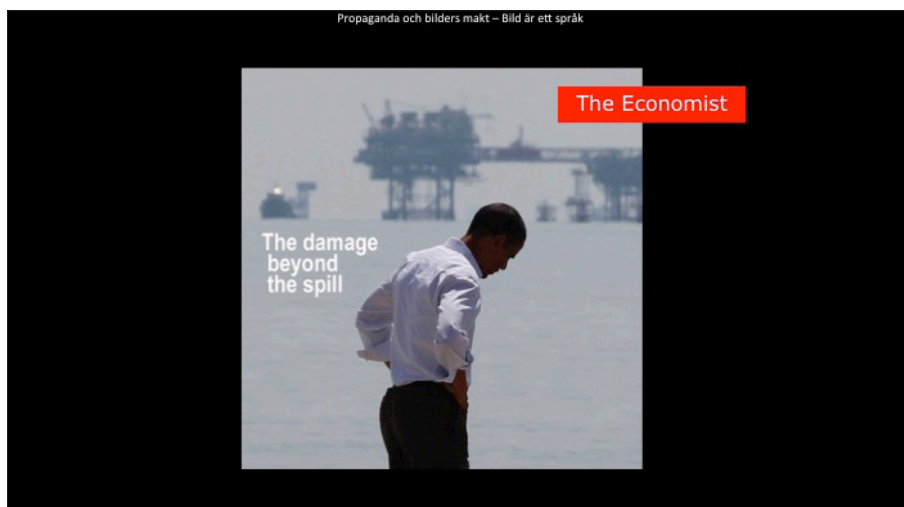 Propaganda och bilders makt – Bild är ett språk
The Economist
The damage
beyond
the spill